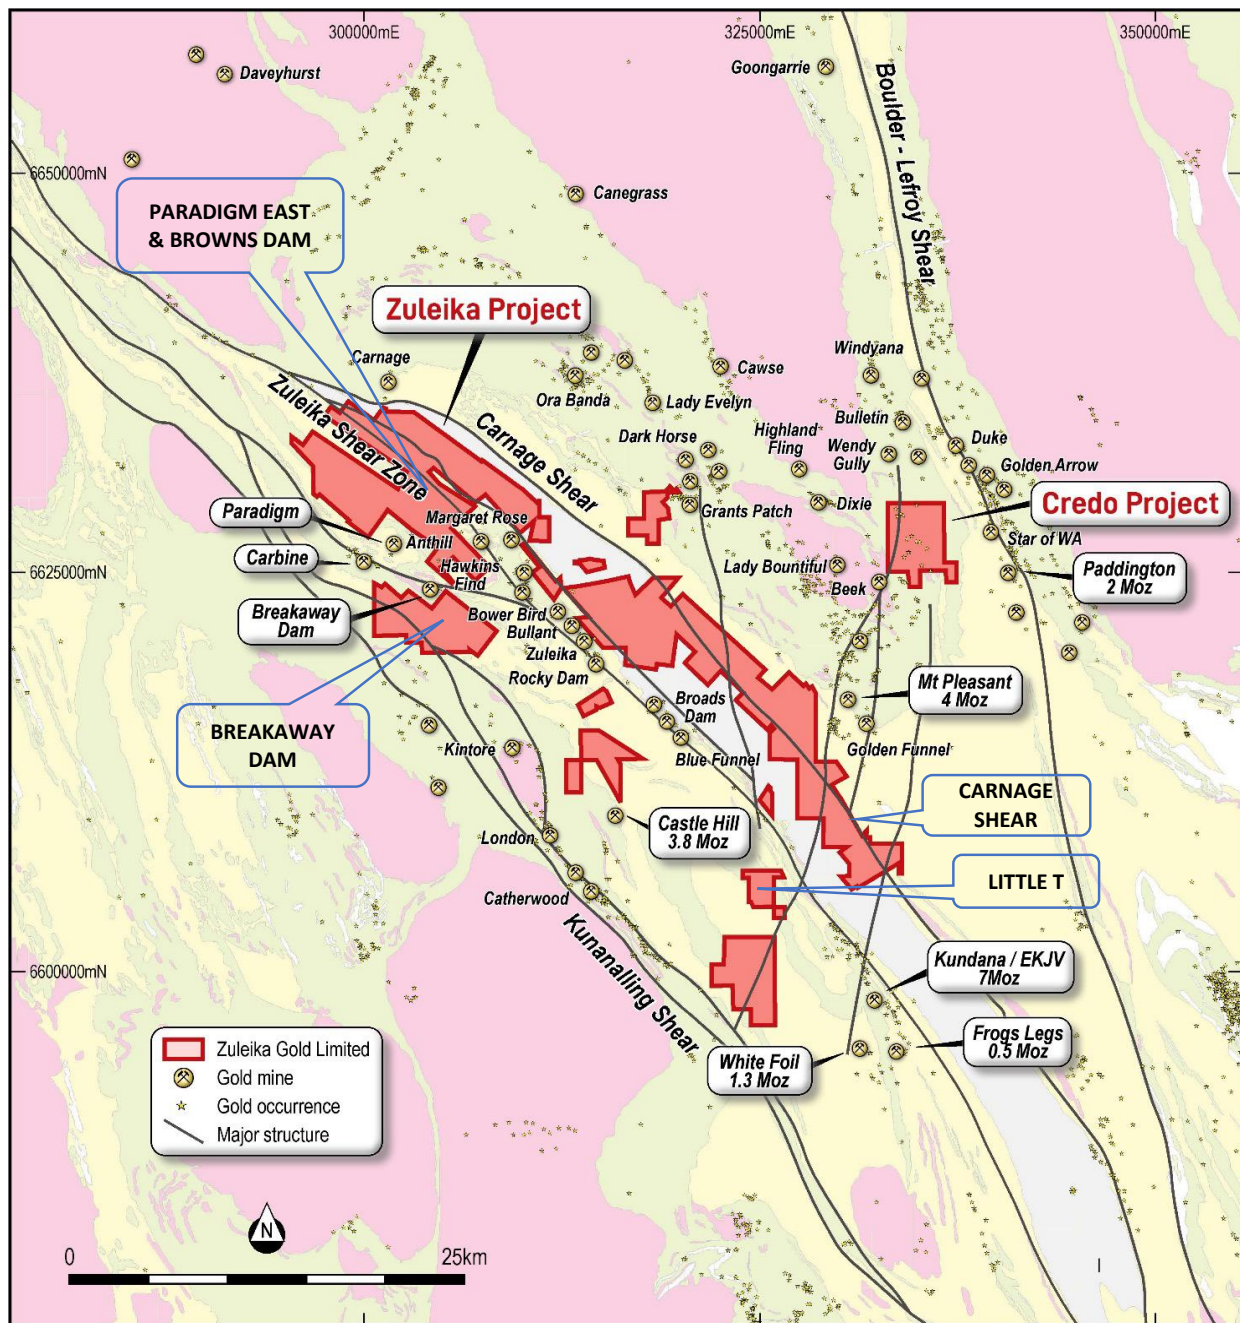 300000mE
325000mE
350000mE
Daveyhurst
Goongarrie
Boulder - Lefroy Shear
6650000mN
Canegrass
PARADIGM EAST
& BROWNS DAM
Zuleika Project
Carnage
Windyana
Cawse
Ora Banda
Lady Evelyn
Zuleika Shear Zone
Carnage Shear
Bulletin
Dark Horse
Highland
Fling
Wendy
Gully
Duke
Golden Arrow
Credo Project
Paradigm
Margaret Rose
Grants Patch
Dixie
Star of WA
Anthill
Carbine
Hawkins
Find
Lady Bountiful
Beek
Paddington
2 Moz
6625000mN
Breakaway
Dam
Bower Bird
Bullant
Zuleika
Rocky Dam
Mt Pleasant
4 Moz
Broads
Dam
BREAKAWAY
DAM
Kintore
Blue Funnel
Golden Funnel
CARNAGE
SHEAR
Castle Hill
3.8 Moz
London
LITTLE T
Catherwood
Kunanalling Shear
Kundana / EKJV
7Moz
6600000mN
Frogs Legs
0.5 Moz
White Foil
1.3 Moz
Zuleika Gold Limited
Gold mine
Gold occurrence
Major structure
N
0
25km